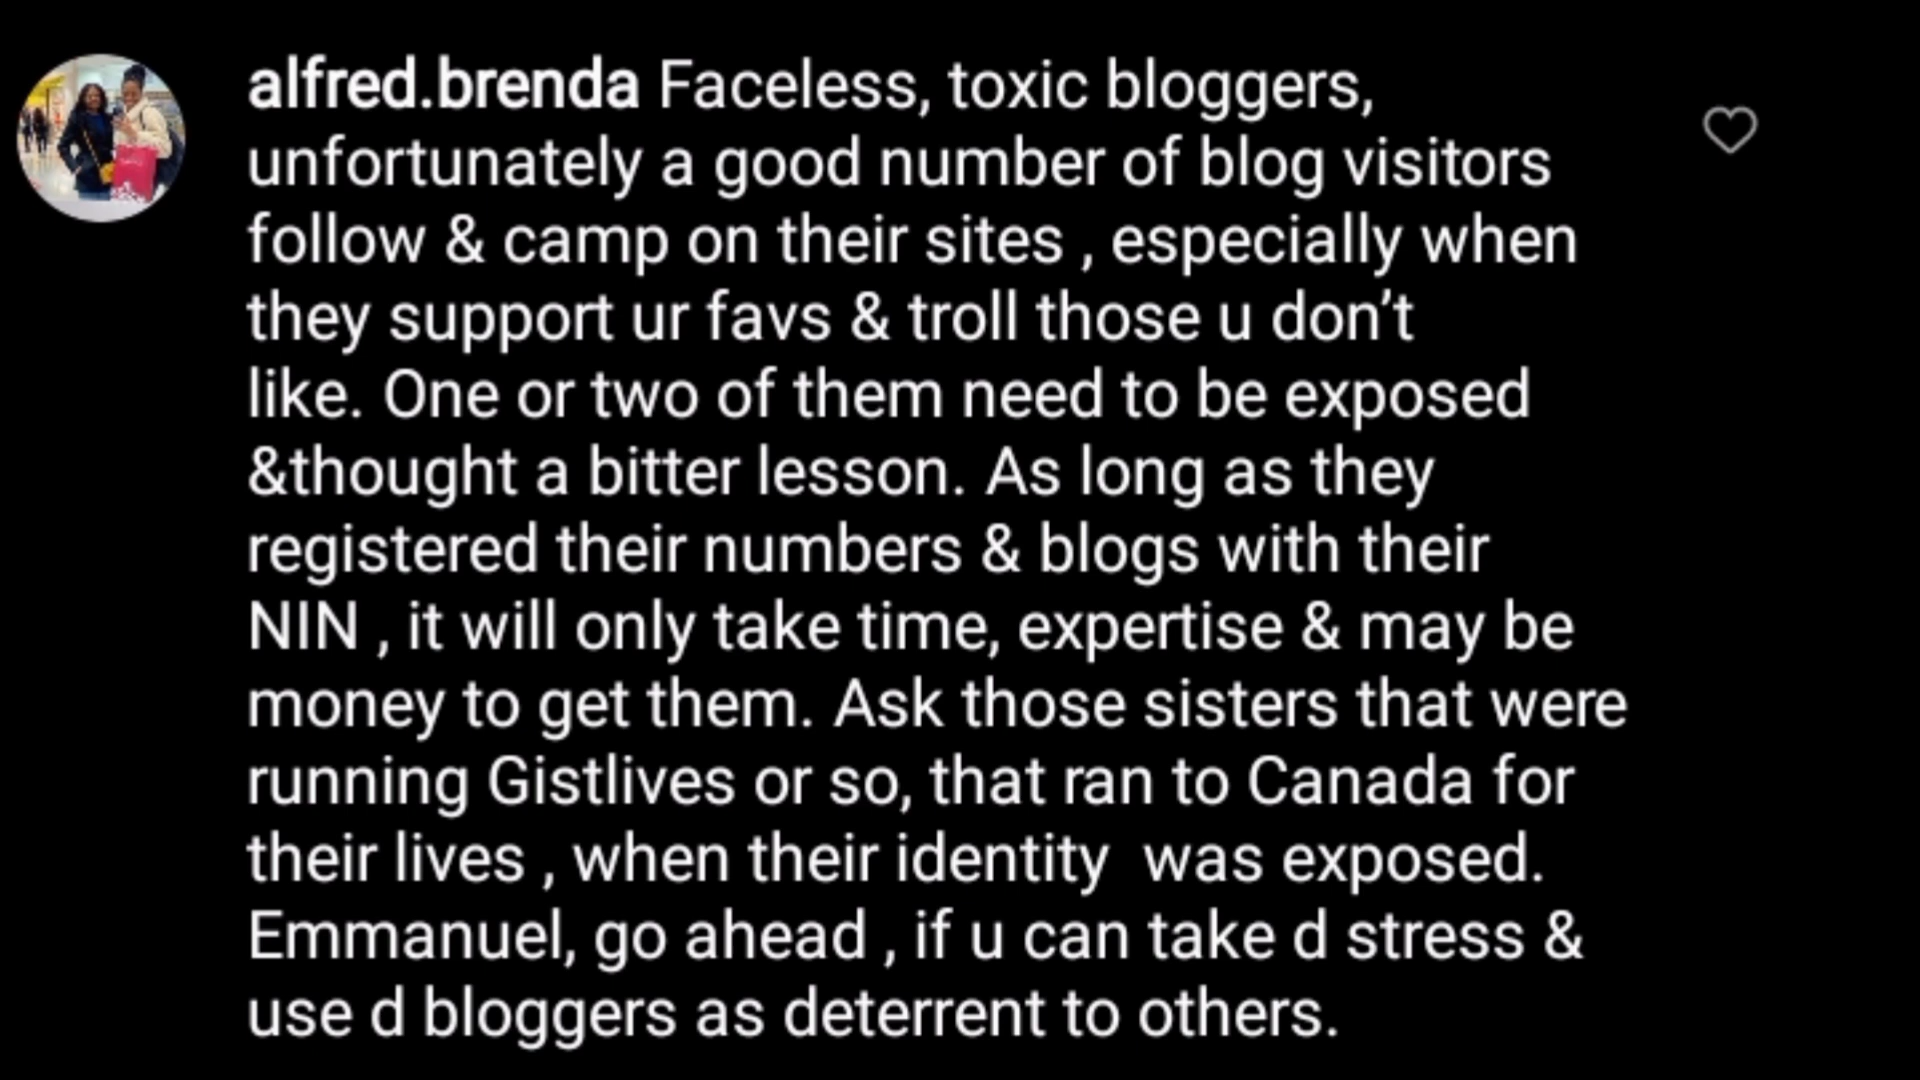 alfred.brenda Faceless, toxic bloggers,
unfortunately a good number of blog visitors
follow & camp on their sites , especially when
they support ur favs & troll those u don’t
like. One or two of them need to be exposed
&thought a bitter lesson. As long as they
registered their numbers & blogs with their
NIN , it will only take time, expertise & may be
money to get them. Ask those sisters that were
running Gistlives or so, that ran to Canada for
their lives , when their identity  was exposed.
Emmanuel, go ahead , if u can take d stress &
use d bloggers as deterrent to others.